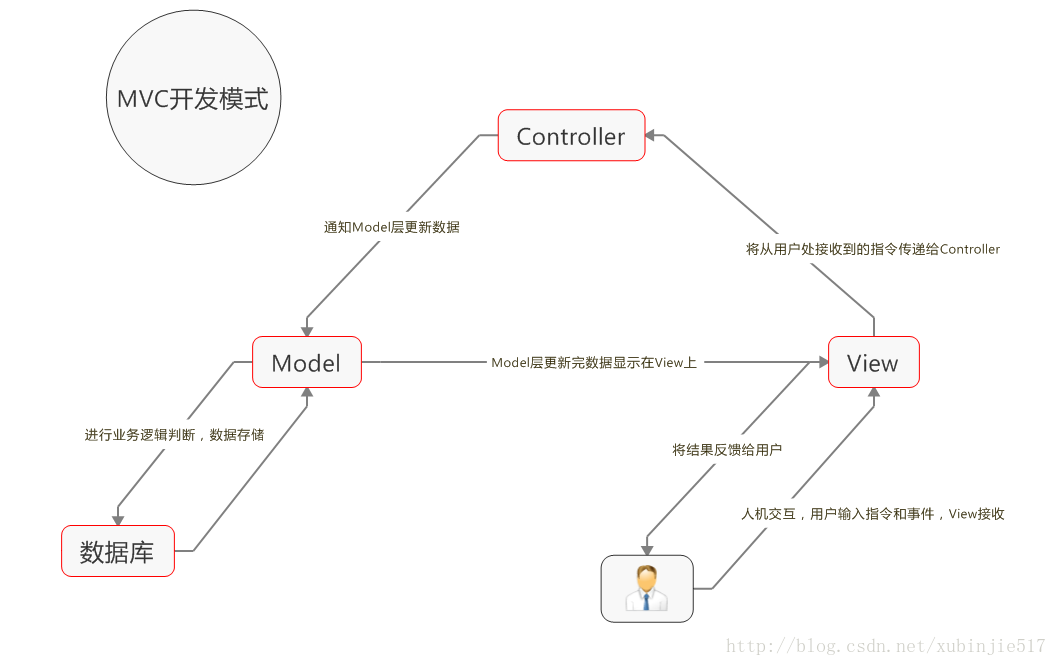 MVC开发模式
Controller
通知Model层更新数据
将从用户处接收到的指令传递给Controller
Model
Model层更新完数据显示在View上
View
进行业务逻辑判断，数据存储
将结果反馈给用户
人机交互，用户输入指令和事件，View接收
数据库
http://blog.csdn.net/xubinjie517